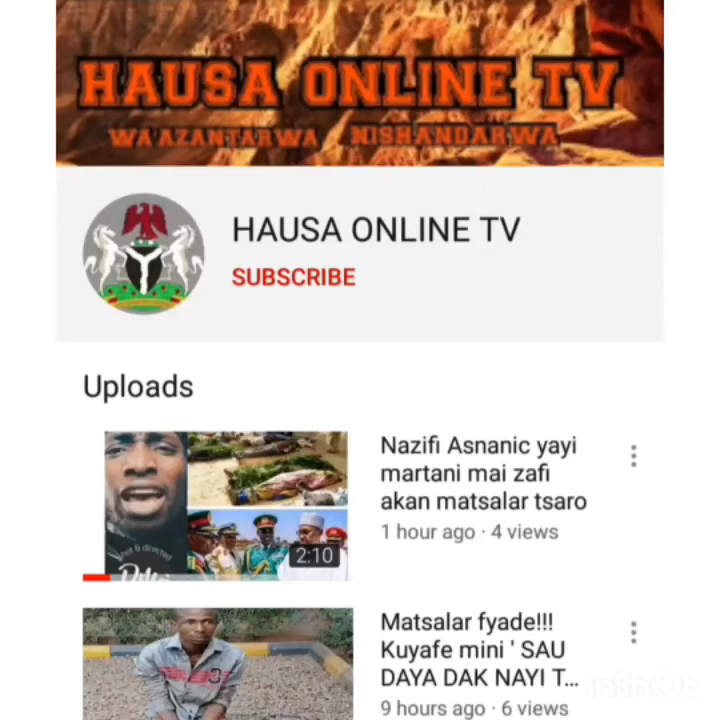 HAUSA ONLINE TV
WA'AZANTARWA NISHANDARWA
HAUSA ONLINE TV
SUBSCRIBE
Uploads
Nazifi Asnanic yayi
martani mai zafi
akan matsalar tsaro
1 hour ago · 4 views
2:10
Matsalar fyade!!!
Kuyafe mini ' SAU
DAYA DAK NAYI T...
9 hours ago · 6 views